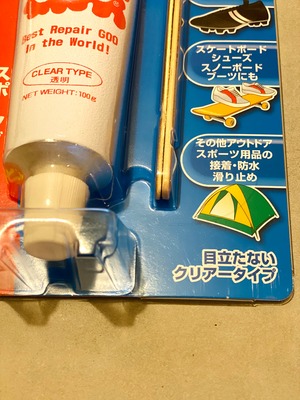 Best Repair GOO
In the World!
CLEAR TYPE
透明
NET WEIGHT: 100g
スポ
スケートボード
シューズ
スノーボード
ブーツにも
その他アウトドア
スポーツ用品の
接着・防水
滑り止め
目立たない
クリアータイプ